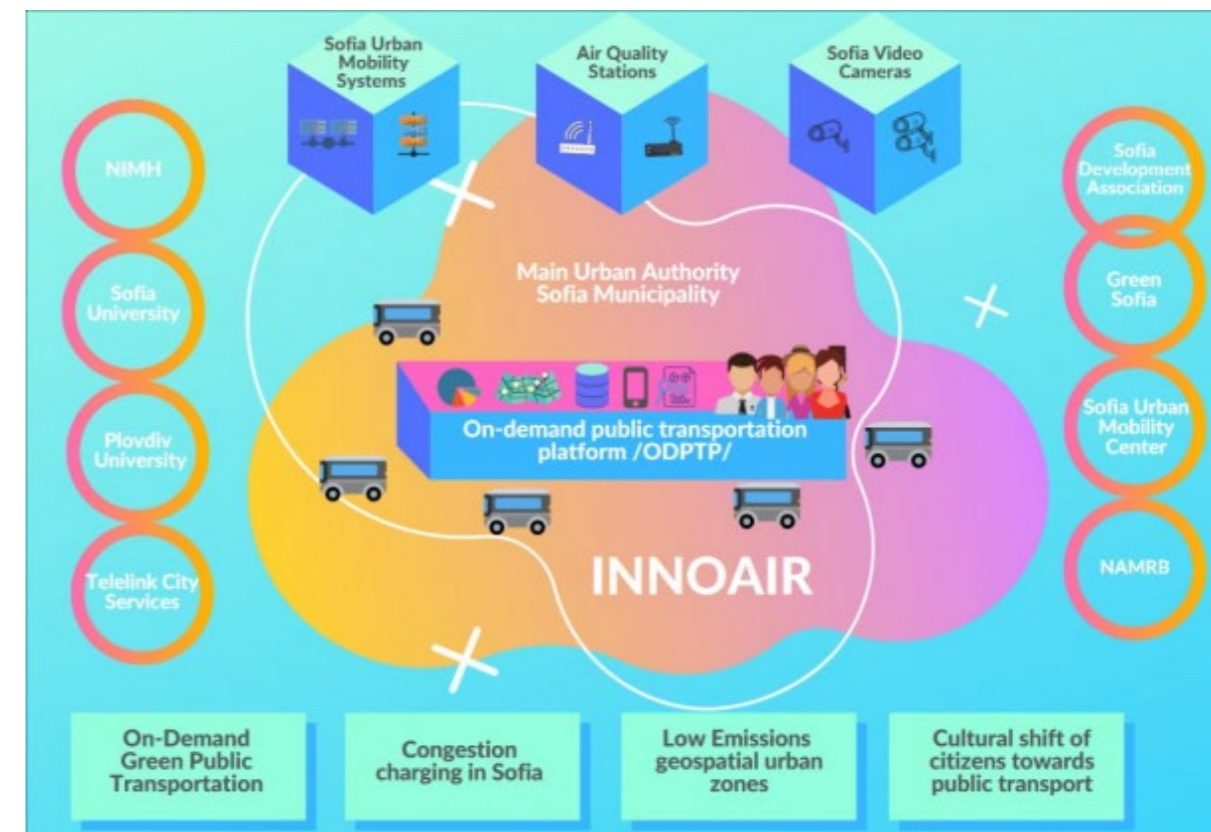 Sofia Urban
Mobility
Systems
Air Quality
Stations
Sofia Video
Cameras
NIMH
Sofia
University
Plovdiv
University
Telelink City
Services
Main Urban Authority
Sofia Municipality
On-demand public transportation
platform /ODPTP/
INNOAIR
Sofia
Development
Association
Green
Sofia
Sofia Urban
Mobility
Center
NAMRB
On-Demand
Green Public
Transportation
Congestion
charging in Sofia
Low Emissions
geospatial urban
zones
Cultural shift of
citizens towards
public transport